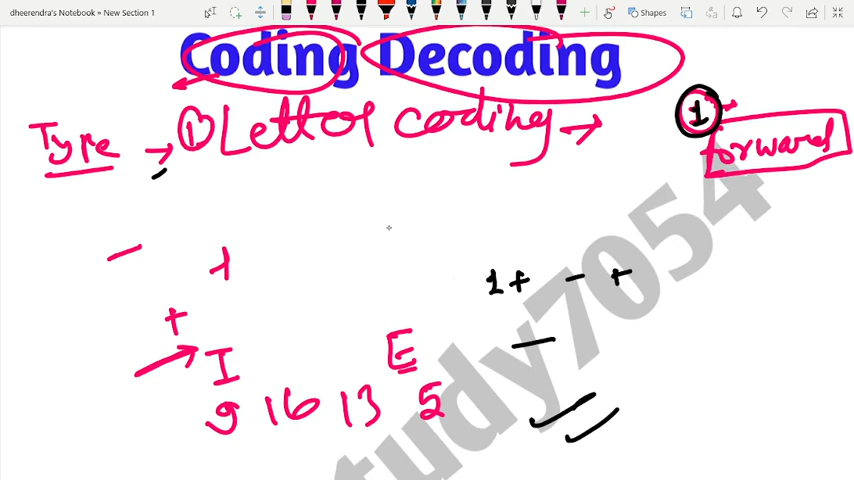 dheerendra's Notebook » New Section 1
Shapes
Coding Decoding
Type → ① Letter coding → 1
forward
- +
1 + - +
+
I E
9 16 13 5
study7054